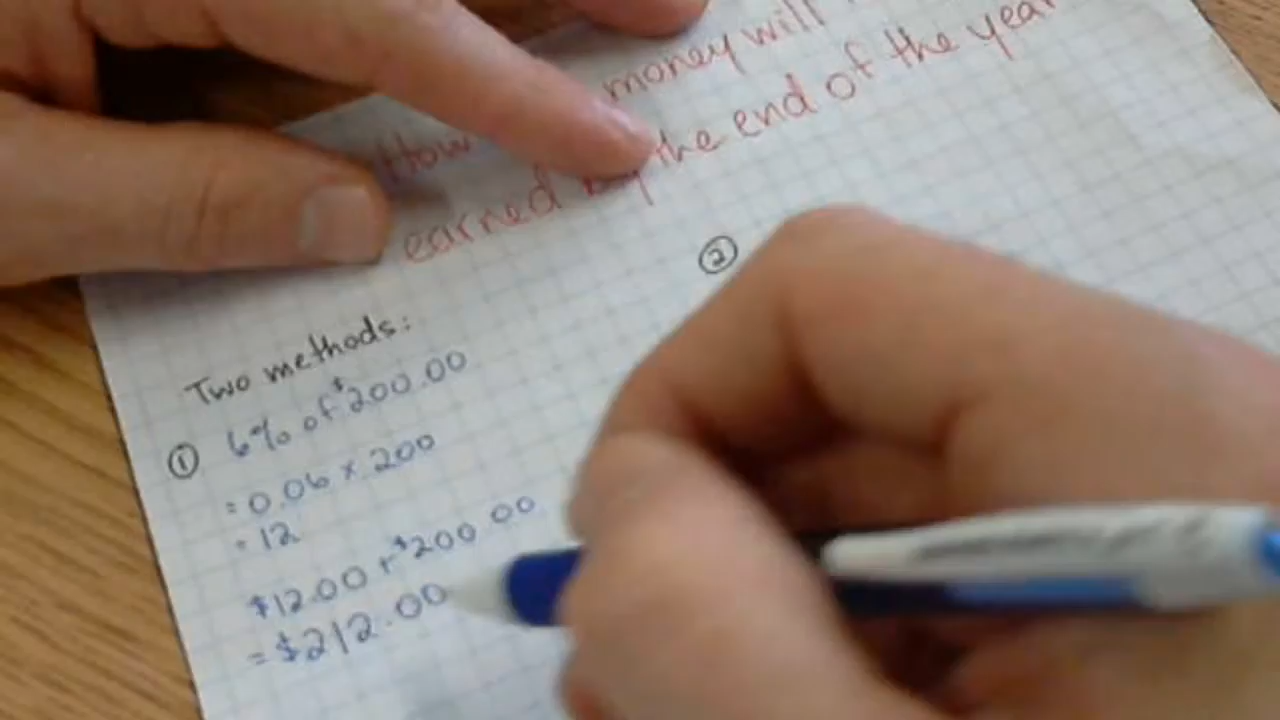 How money will
earned by the end of the year
Two methods:
① 6% of $200.00
= 0.06 x 200
= 12
$12.00 + $200.00
= $212.00
②